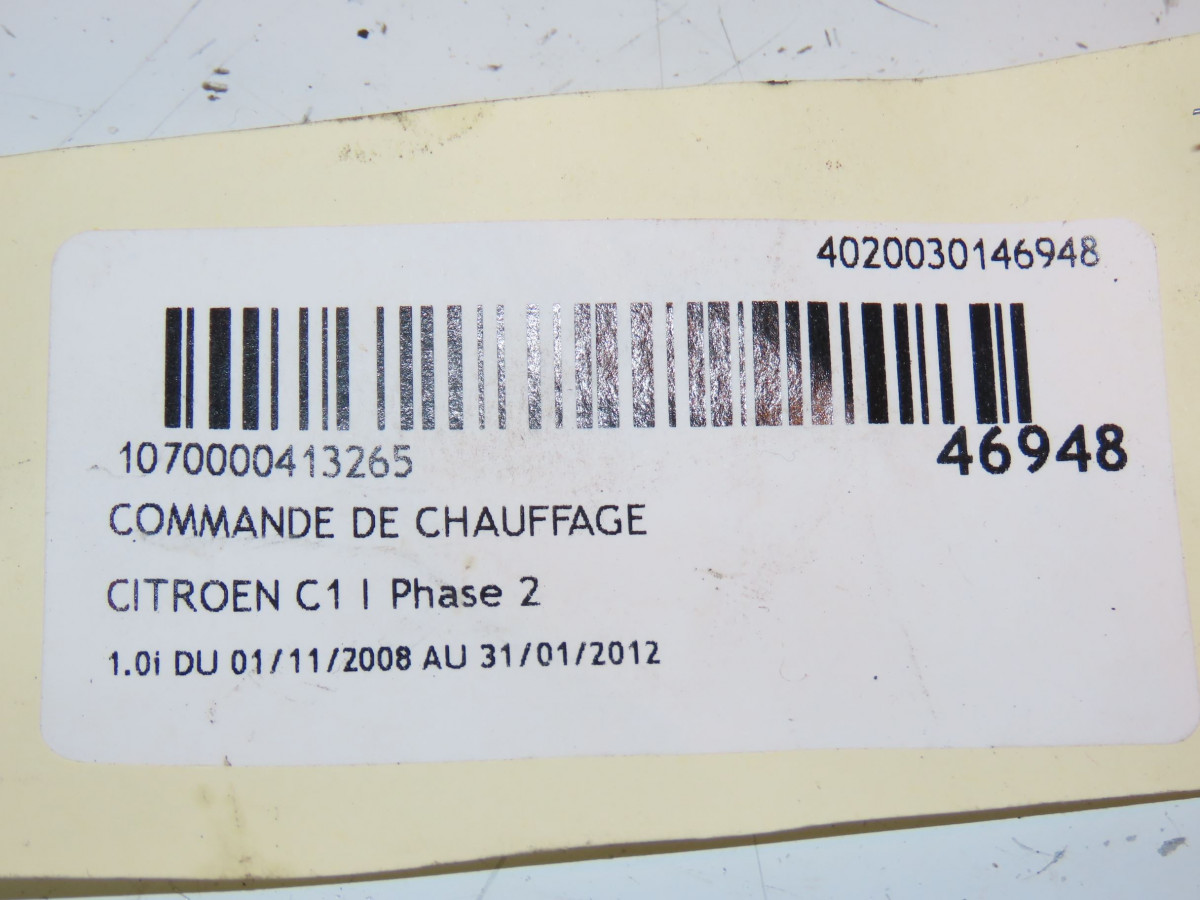 4020030146948
46948
1070000413265
COMMANDE DE CHAUFFAGE
CITROEN C1 I Phase 2
1.0i DU 01/11/2008 AU 31/01/2012